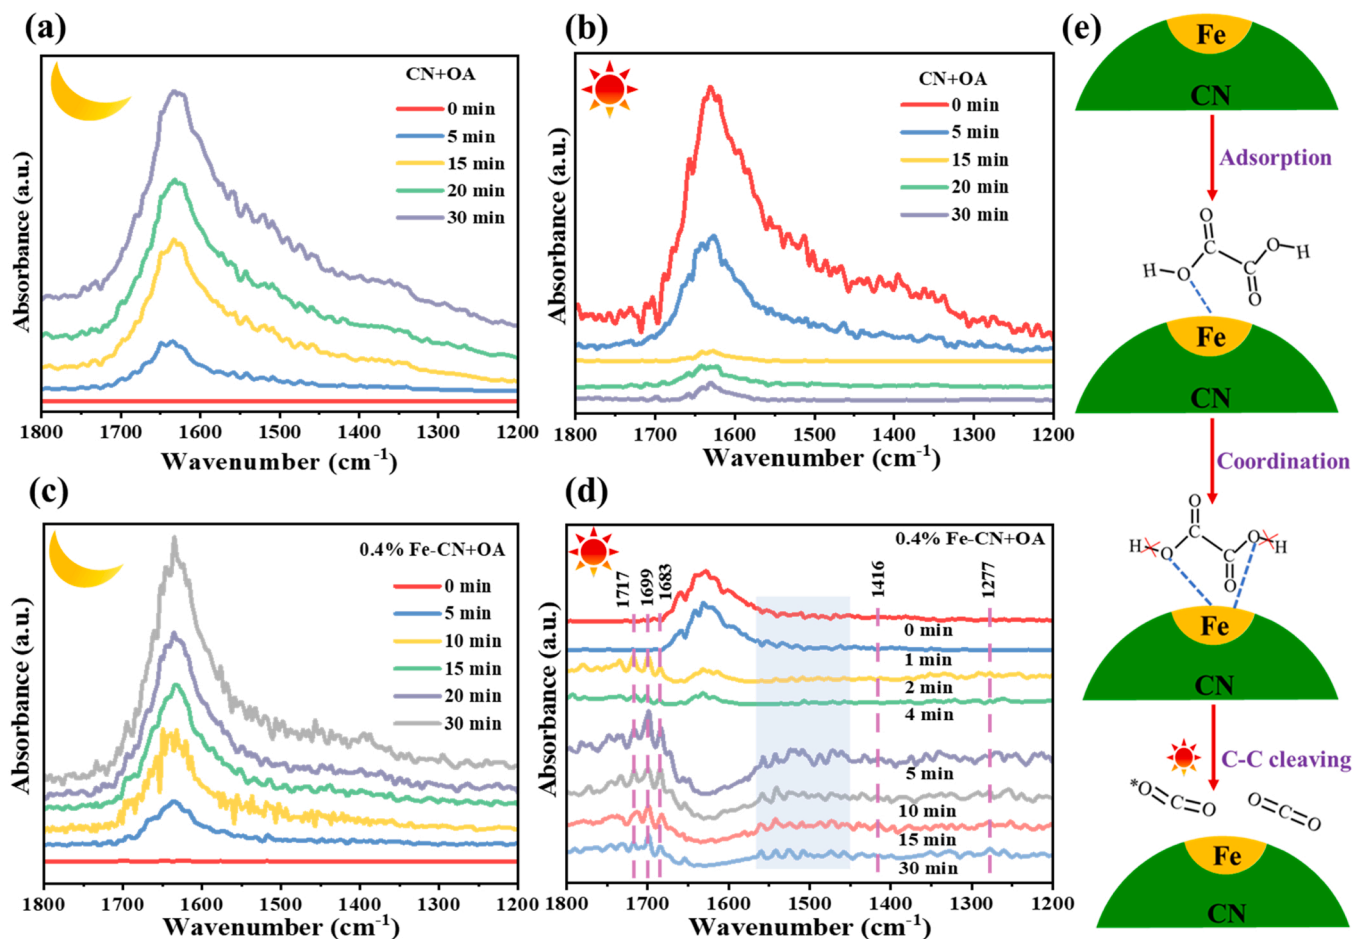 (a)
CN+OA
0 min
5 min
15 min
20 min
30 min
Absorbance (a.u.)
1800 1700 1600 1500 1400 1300 1200
Wavenumber (cm⁻¹)
(b)
CN+OA
0 min
5 min
15 min
20 min
30 min
Absorbance (a.u.)
1800 1700 1600 1500 1400 1300 1200
Wavenumber (cm⁻¹)
(c)
0.4% Fe-CN+OA
0 min
5 min
10 min
15 min
20 min
30 min
Absorbance (a.u.)
1800 1700 1600 1500 1400 1300 1200
Wavenumber (cm⁻¹)
(d)
0.4% Fe-CN+OA
1717
1699
1683
1416
1277
0 min
1 min
2 min
4 min
5 min
10 min
15 min
30 min
Absorbance (a.u.)
1800 1700 1600 1500 1400 1300 1200
Wavenumber (cm⁻¹)
(e)
Fe
CN
Adsorption
O
O H
H O
O
Fe
CN
Coordination
O
H O
O H
O
Fe
CN
C-C cleaving
*O C O
O C O
Fe
CN